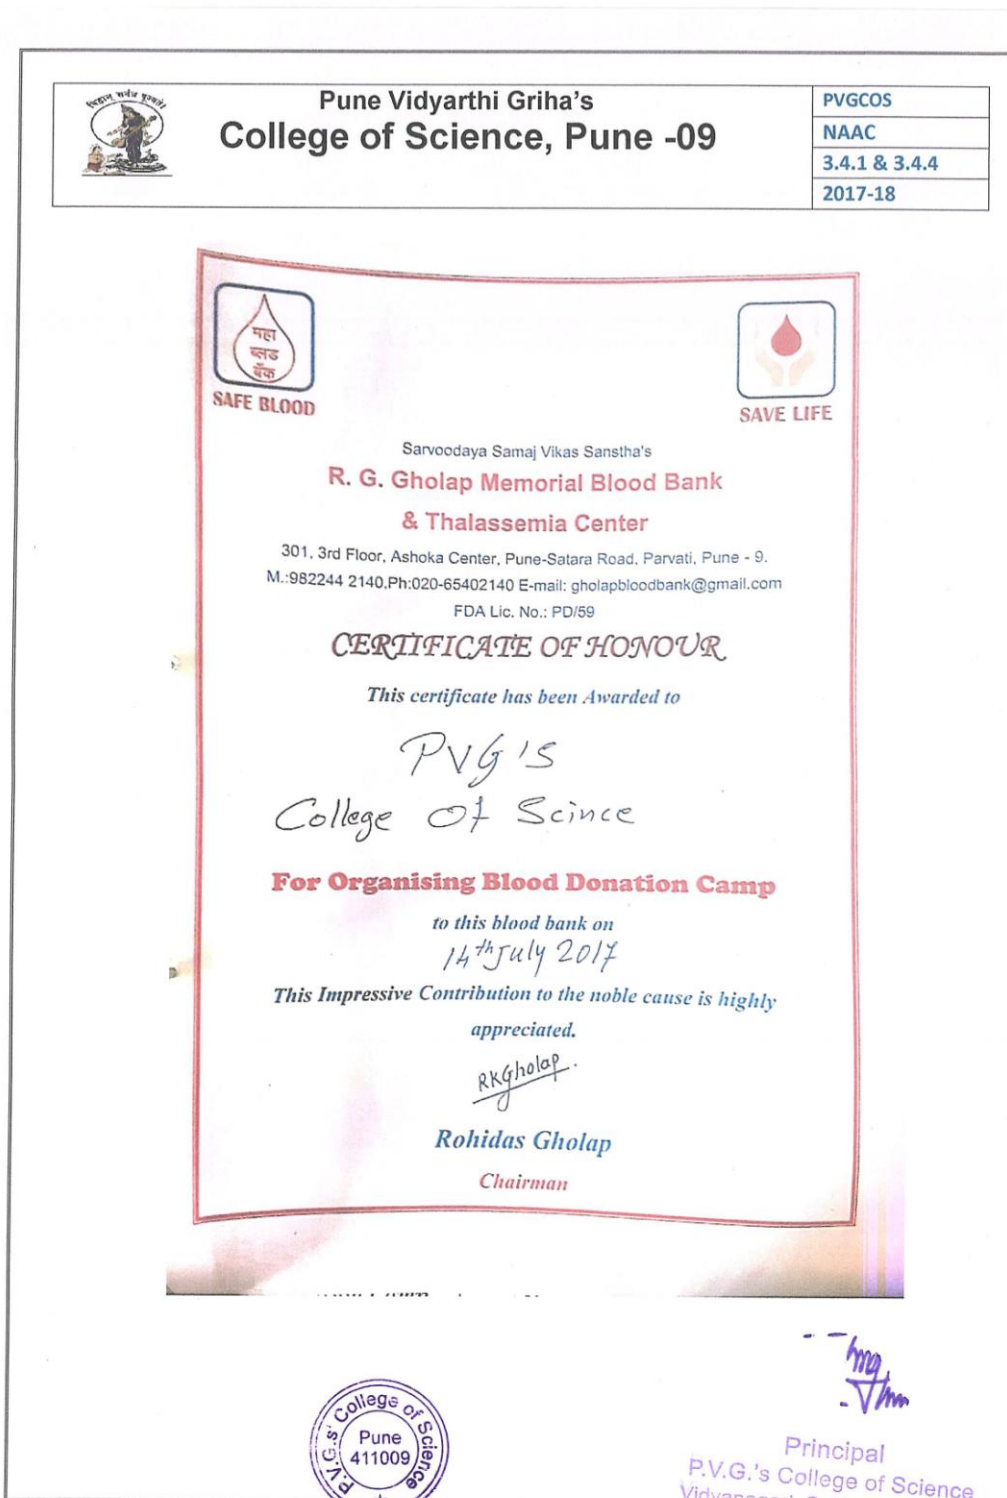 विद्वान् सर्वत्र पूज्यते
Pune Vidyarthi Griha's
College of Science, Pune -09
PVGCOS
NAAC
3.4.1 & 3.4.4
2017-18
महा
ब्लड
बँक
SAFE BLOOD
SAVE LIFE
Sarvoodaya Samaj Vikas Sanstha's
R. G. Gholap Memorial Blood Bank
& Thalassemia Center
301, 3rd Floor, Ashoka Center, Pune-Satara Road, Parvati, Pune - 9.
M.:982244 2140,Ph:020-65402140 E-mail: gholapbloodbank@gmail.com
FDA Lic. No.: PD/59
CERTIFICATE OF HONOUR
This certificate has been Awarded to
PVG's
College Of Scince
For Organising Blood Donation Camp
to this blood bank on
14th July 2017
This Impressive Contribution to the noble cause is highly
appreciated.
RKGholap.
Rohidas Gholap
Chairman
P.V.G.s' College of Science
Pune
411009
Principal
P.V.G.'s College of Science